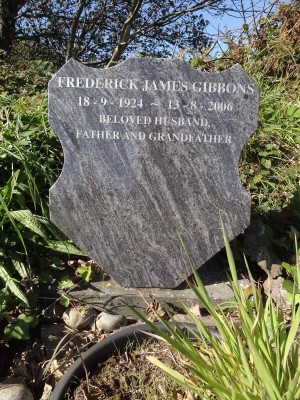 FREDERICK JAMES GIBBONS
18 - 9 - 1924 ~ 13 - 8 - 2006
BELOVED HUSBAND,
FATHER AND GRANDFATHER